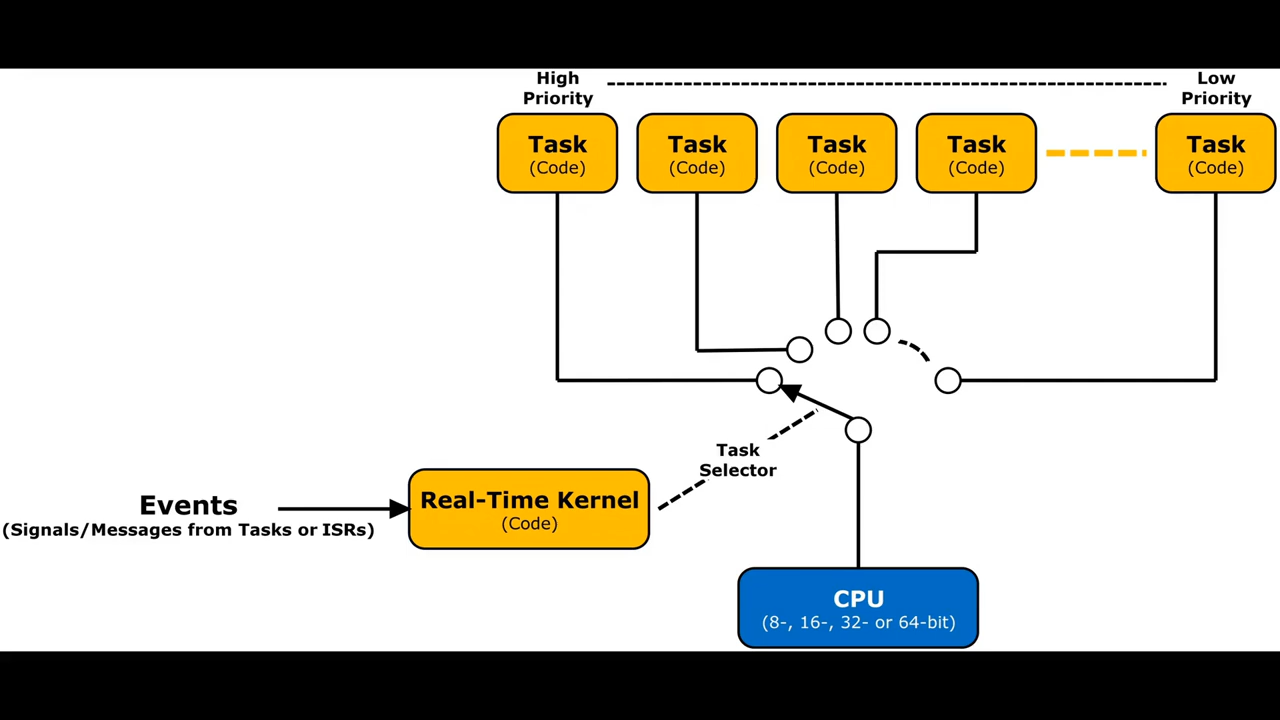 High
Priority
Low
Priority
Task
(Code)
Task
(Code)
Task
(Code)
Task
(Code)
Task
(Code)
Task
Selector
Events
(Signals/Messages from Tasks or ISRs)
Real-Time Kernel
(Code)
CPU
(8-, 16-, 32- or 64-bit)